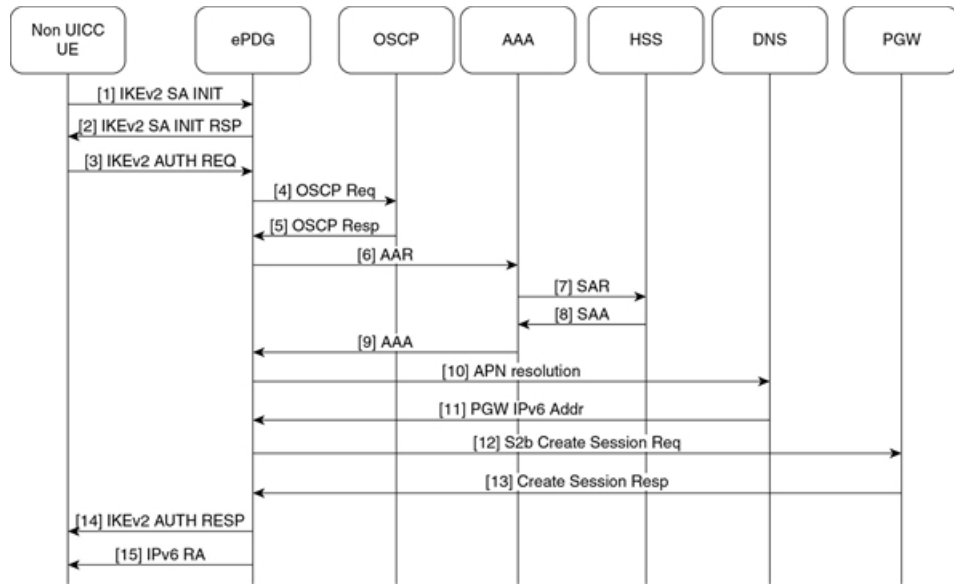 Non UICC
UE
ePDG
OSCP
AAA
HSS
DNS
PGW
[1] IKEv2 SA INIT
[2] IKEv2 SA INIT RSP
[3] IKEv2 AUTH REQ
[4] OSCP Req
[5] OSCP Resp
[6] AAR
[7] SAR
[8] SAA
[9] AAA
[10] APN resolution
[11] PGW IPv6 Addr
[12] S2b Create Session Req
[13] Create Session Resp
[14] IKEv2 AUTH RESP
[15] IPv6 RA